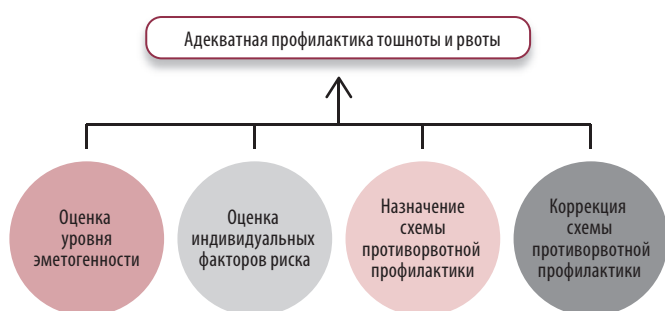 Адекватная профилактика тошноты и рвоты
Оценка
уровня
эметогенности
Оценка
индивидуальных
факторов риска
Назначение
схемы
противорвотной
профилактики
Коррекция
схемы
противорвотной
профилактики